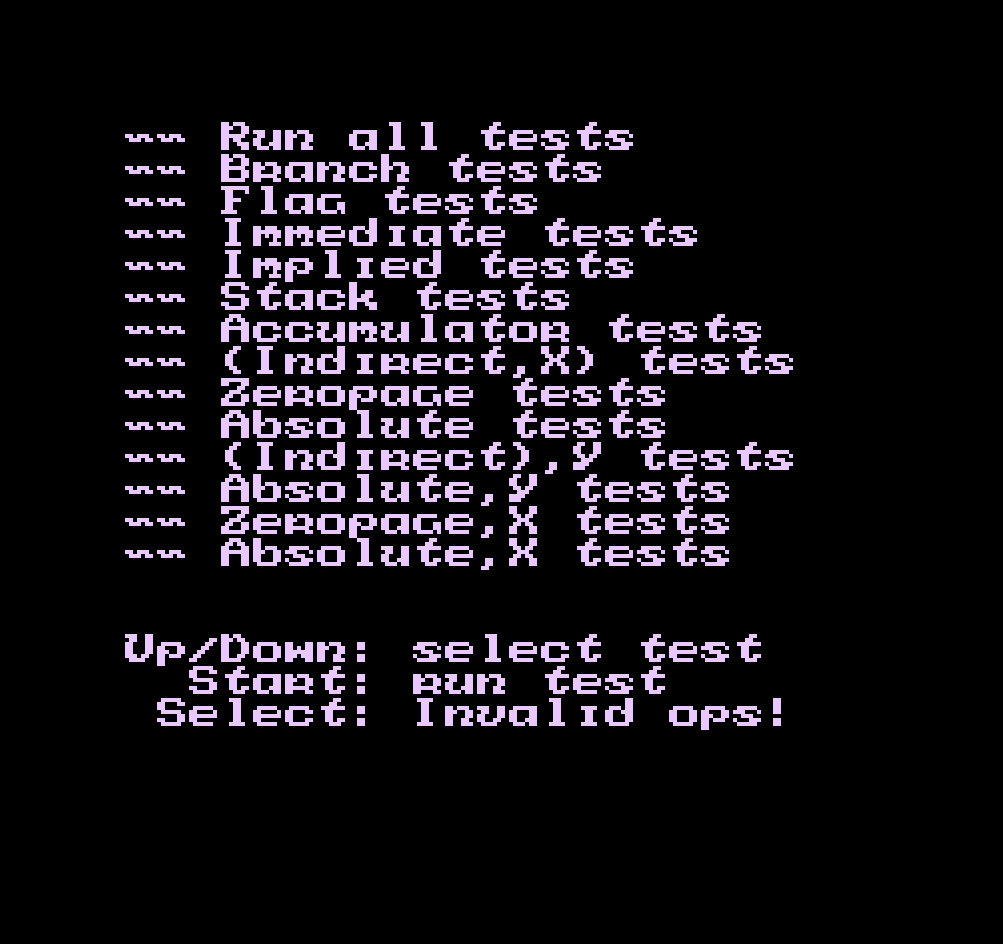 ~~ Run all tests
~~ Branch tests
~~ Flag tests
~~ Immediate tests
~~ Implied tests
~~ Stack tests
~~ Accumulator tests
~~ (Indirect,X) tests
~~ Zeropage tests
~~ Absolute tests
~~ (Indirect),Y tests
~~ Absolute,Y tests
~~ Zeropage,X tests
~~ Absolute,X tests
Up/Down: select test
Start: run test
Select: Invalid ops!